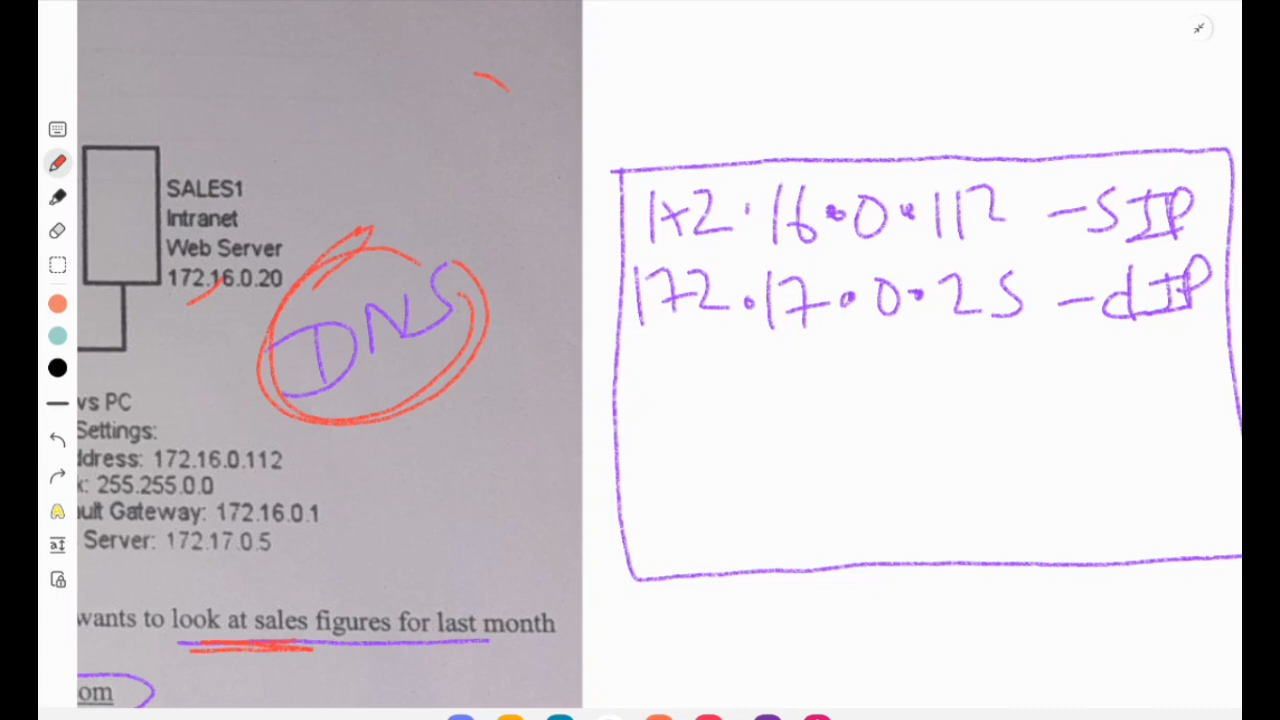 SALES1
Intranet
Web Server
172.16.0.20
DNS
vs PC
Settings:
ddress: 172.16.0.112
k: 255.255.0.0
ault Gateway: 172.16.0.1
Server: 172.17.0.5
wants to look at sales figures for last month
om
172.16.0.112 - SIP
172.17.0.25 - dIP